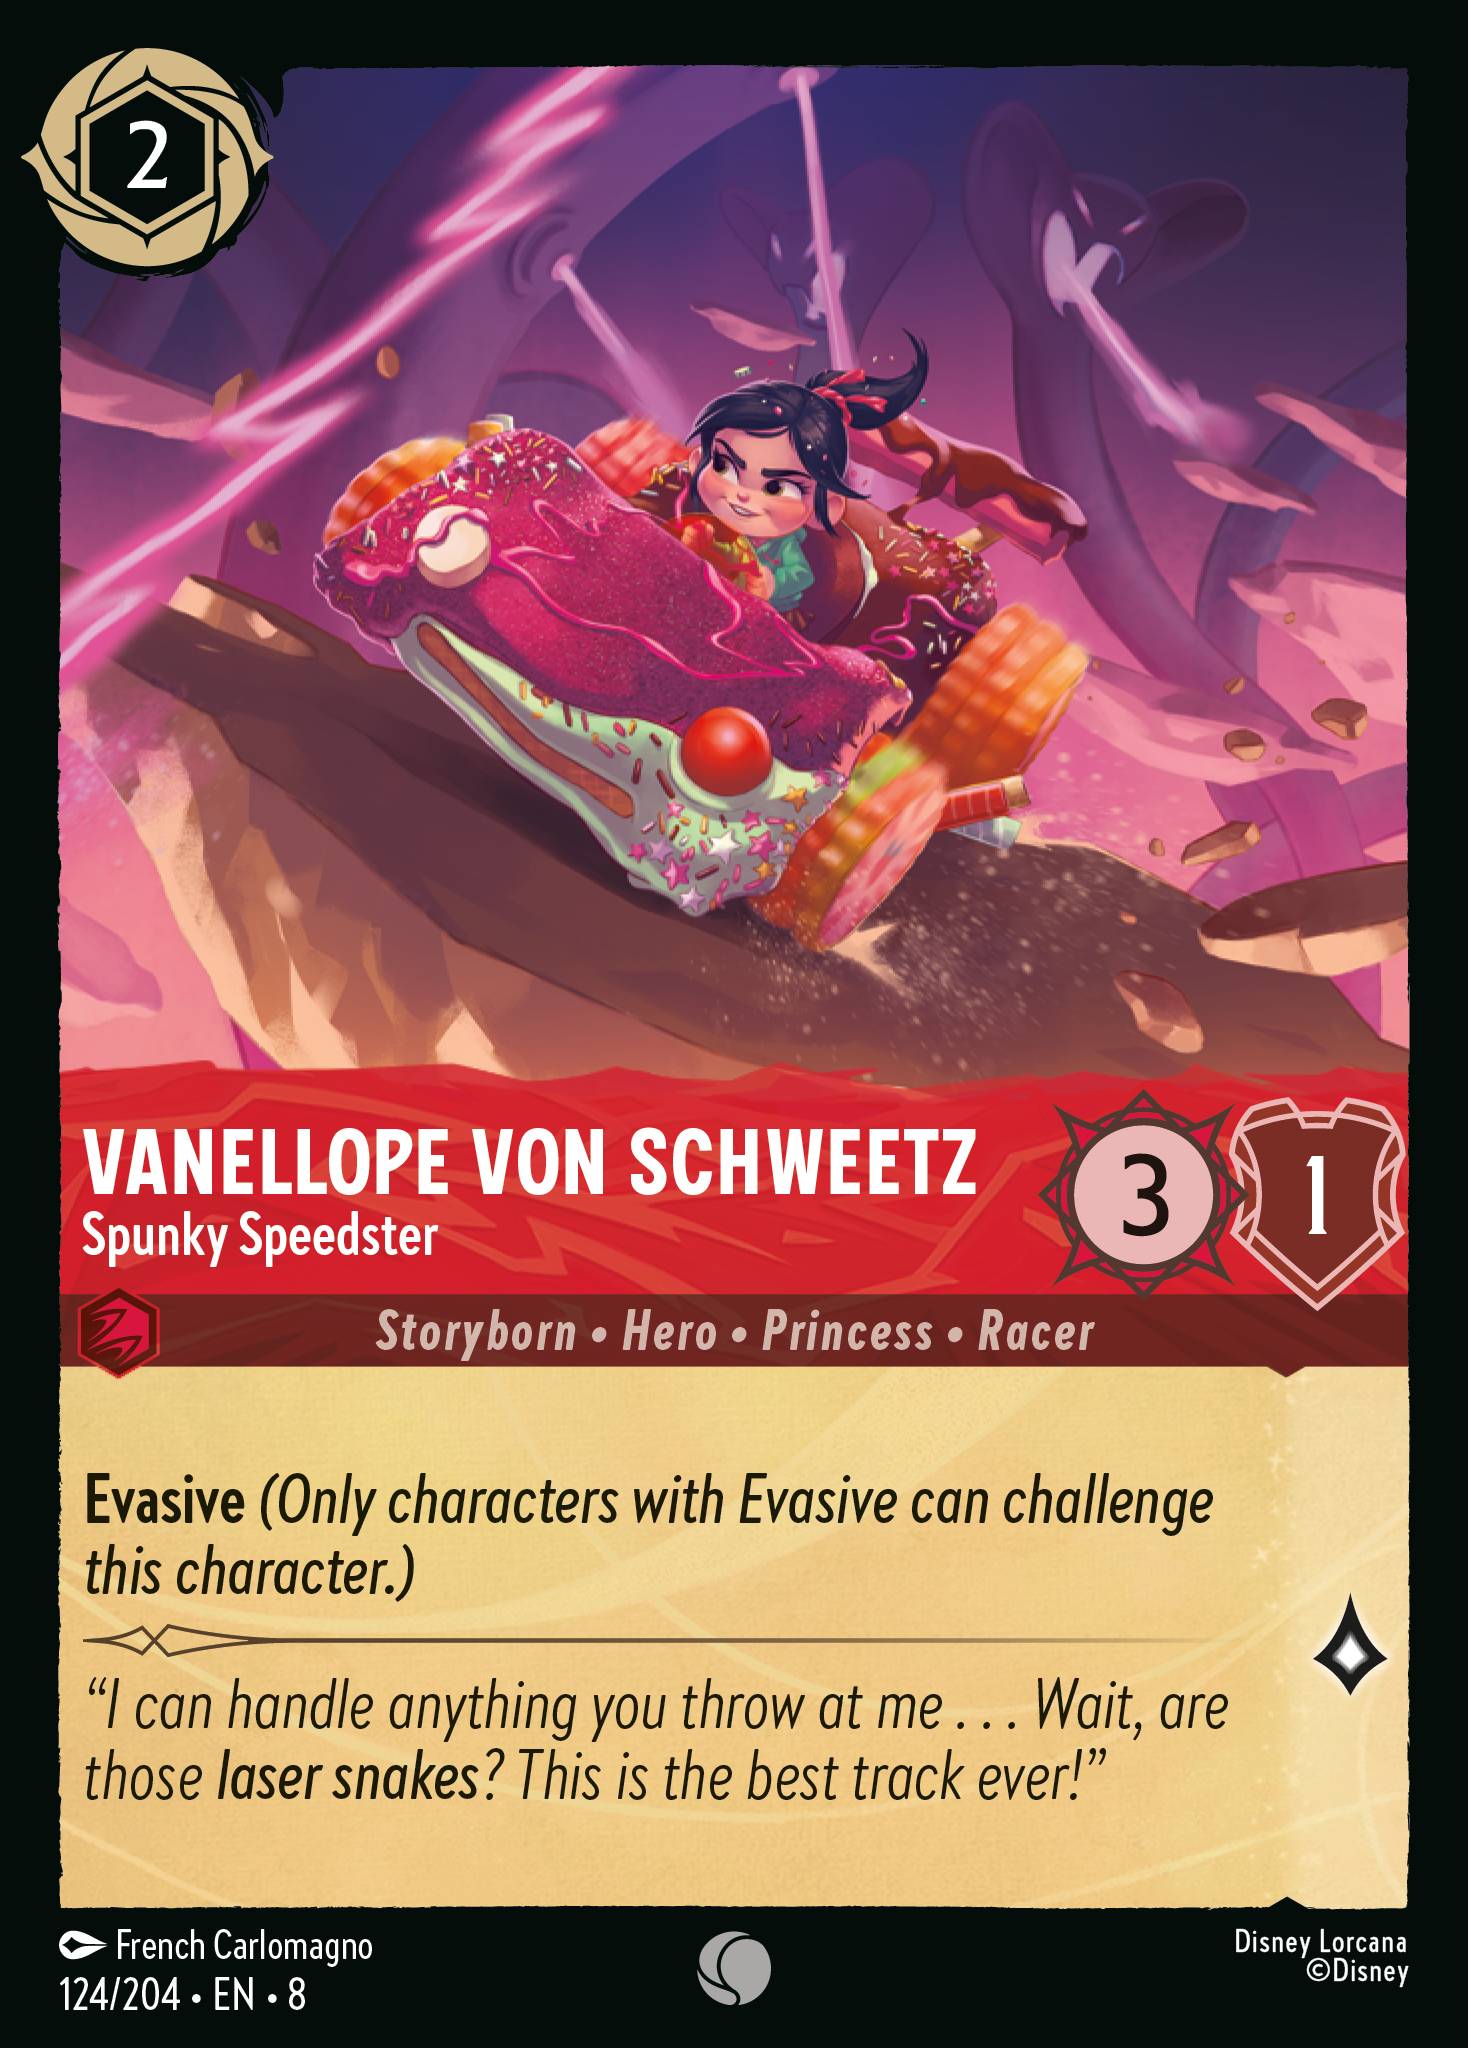 2
VANELLOPE VON SCHWEETZ
Spunky Speedster
3
1
Storyborn • Hero • Princess • Racer
Evasive (Only characters with Evasive can challenge
this character.)
“I can handle anything you throw at me . . . Wait, are
those laser snakes? This is the best track ever!”
French Carlomagno
124/204 • EN • 8
Disney Lorcana
©Disney